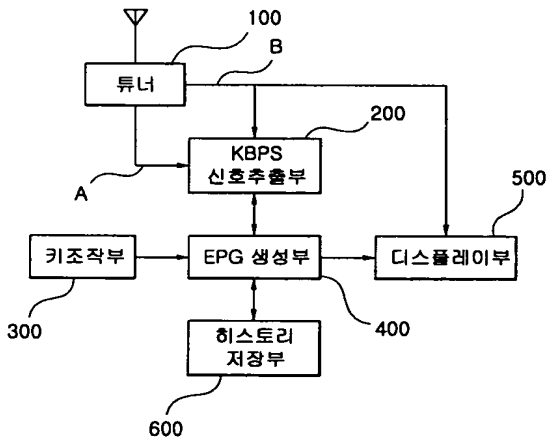 100
B
튜너
200
KBPS
신호추출부
A
500
키조작부
EPG 생성부
디스플레이부
300
400
히스토리
저장부
600